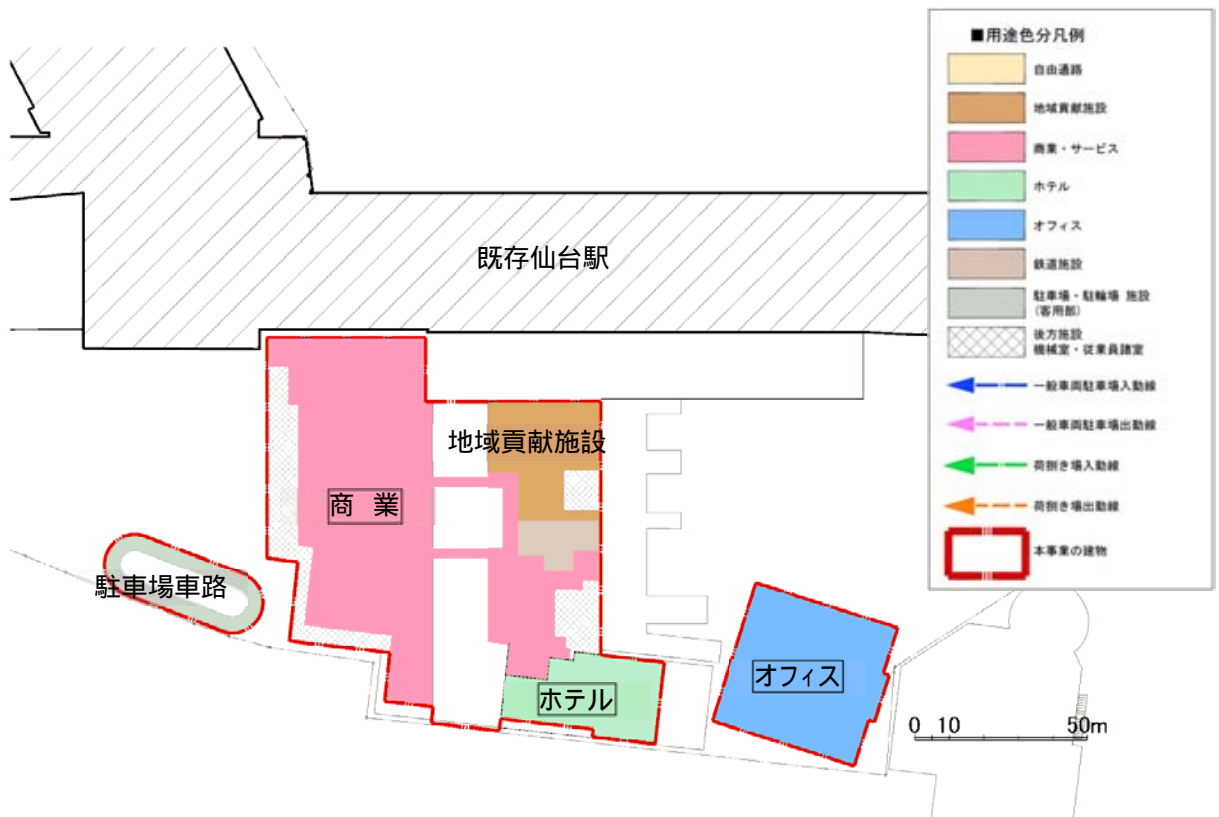 ■用途色分凡例
自由通路
地域貢献施設
商業・サービス
ホテル
オフィス
鉄道施設
駐車場・駐輪場 施設
(客用部)
後方施設
機械室・従業員諸室
一般車両駐車場入動線
一般車両駐車場出動線
荷捌き場入動線
荷捌き場出動線
本事業の建物
既存仙台駅
地域貢献施設
商 業
駐車場車路
ホテル
オフィス
0 10 50m